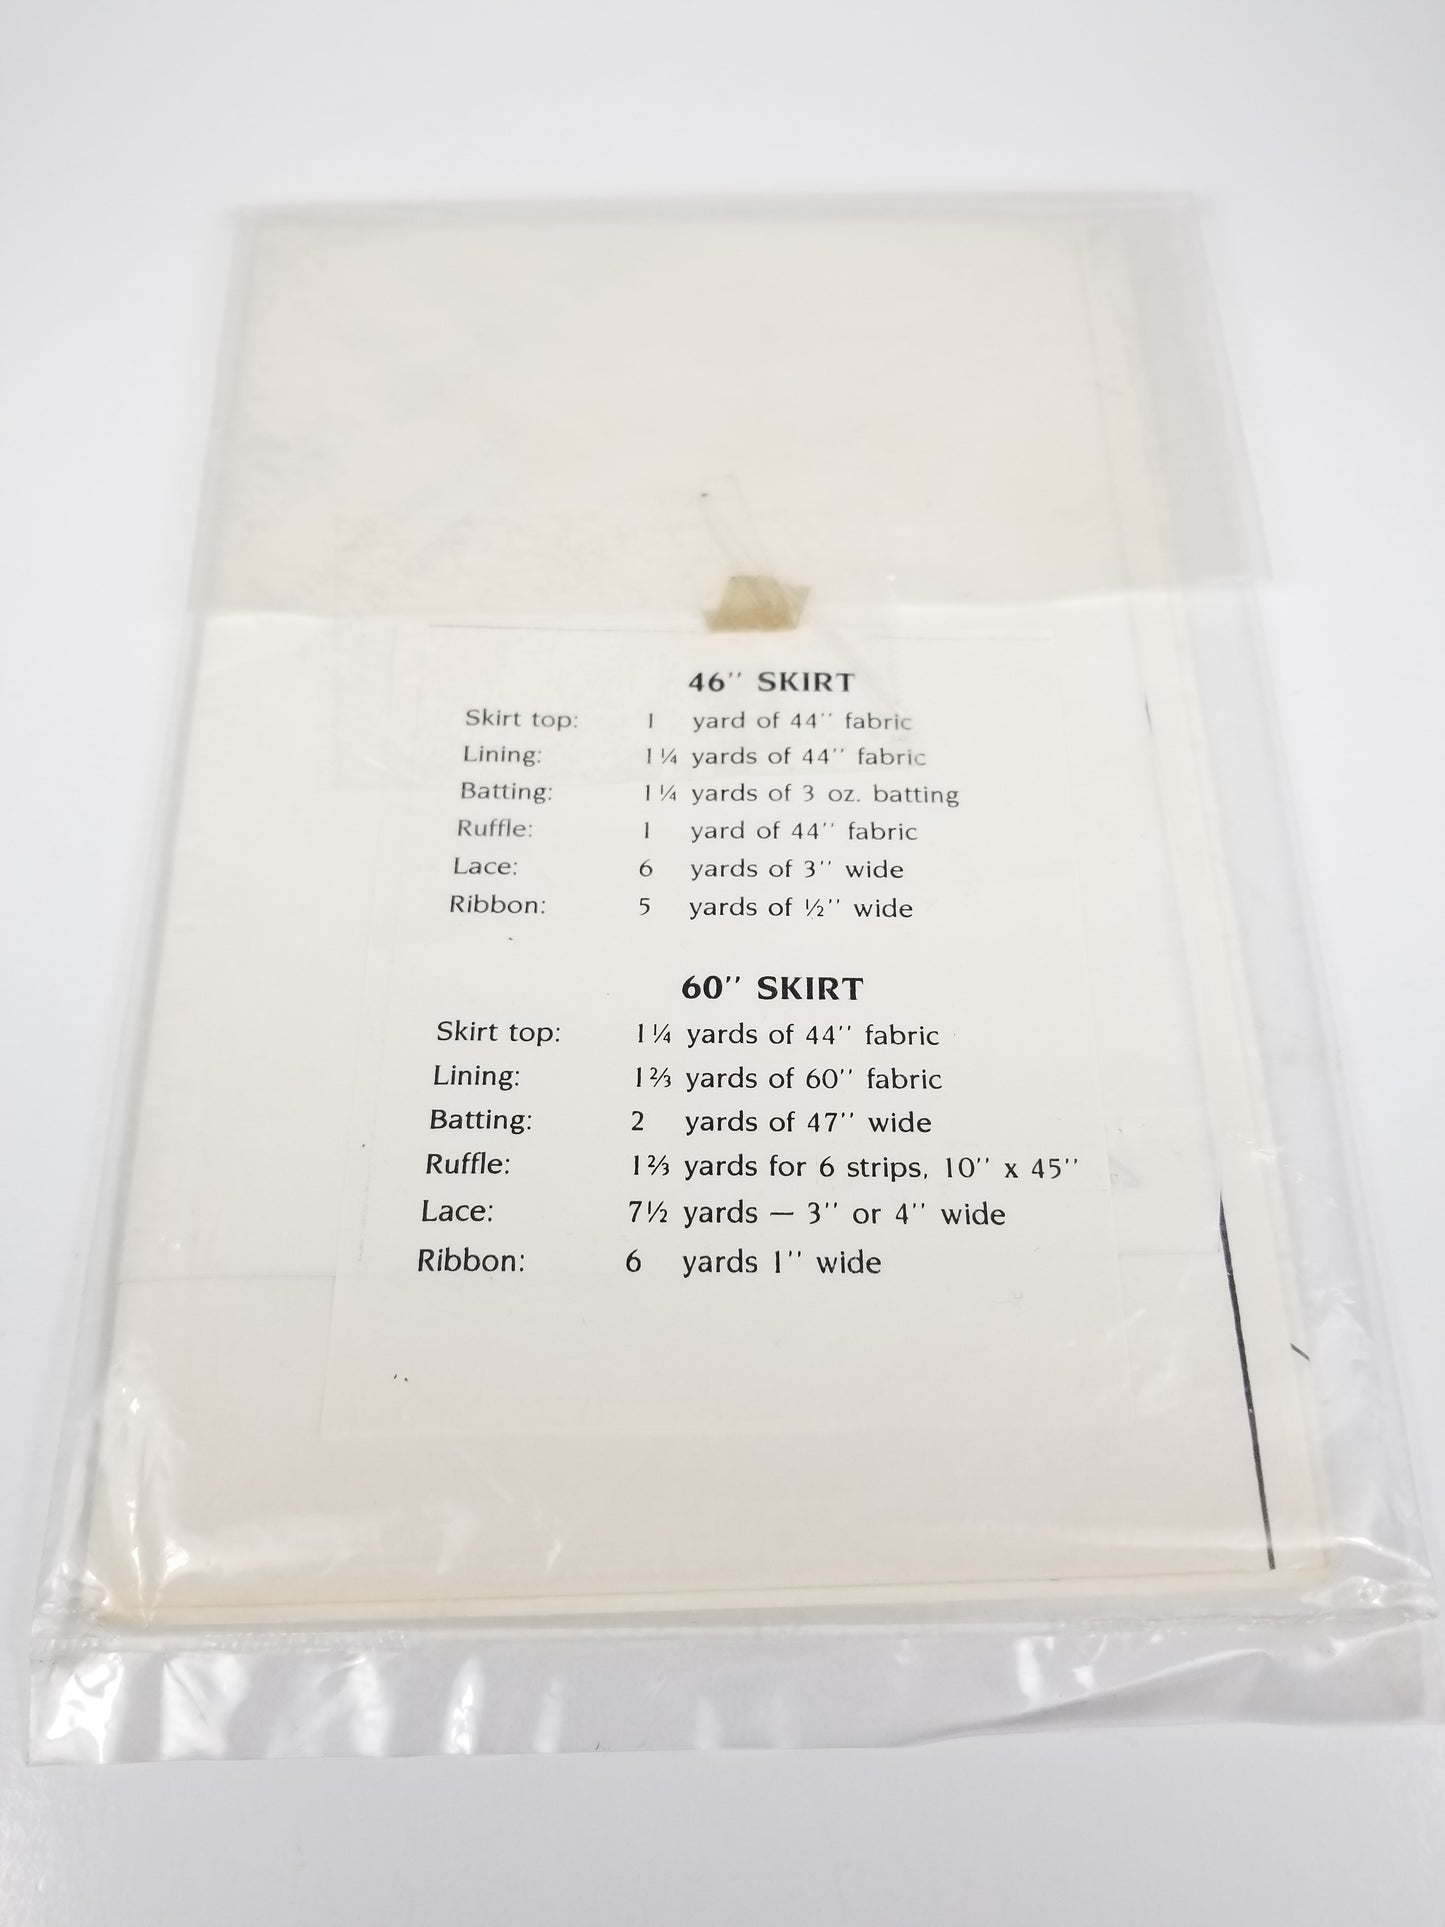 46'' SKIRT
Skirt top: 1 yard of 44'' fabric
Lining: 1¼ yards of 44'' fabric
Batting: 1¼ yards of 3 oz. batting
Ruffle: 1 yard of 44'' fabric
Lace: 6 yards of 3'' wide
Ribbon: 5 yards of ½'' wide
60'' SKIRT
Skirt top: 1¼ yards of 44'' fabric
Lining: 1⅔ yards of 60'' fabric
Batting: 2 yards of 47'' wide
Ruffle: 1⅔ yards for 6 strips, 10'' x 45''
Lace: 7½ yards — 3'' or 4'' wide
Ribbon: 6 yards 1'' wide